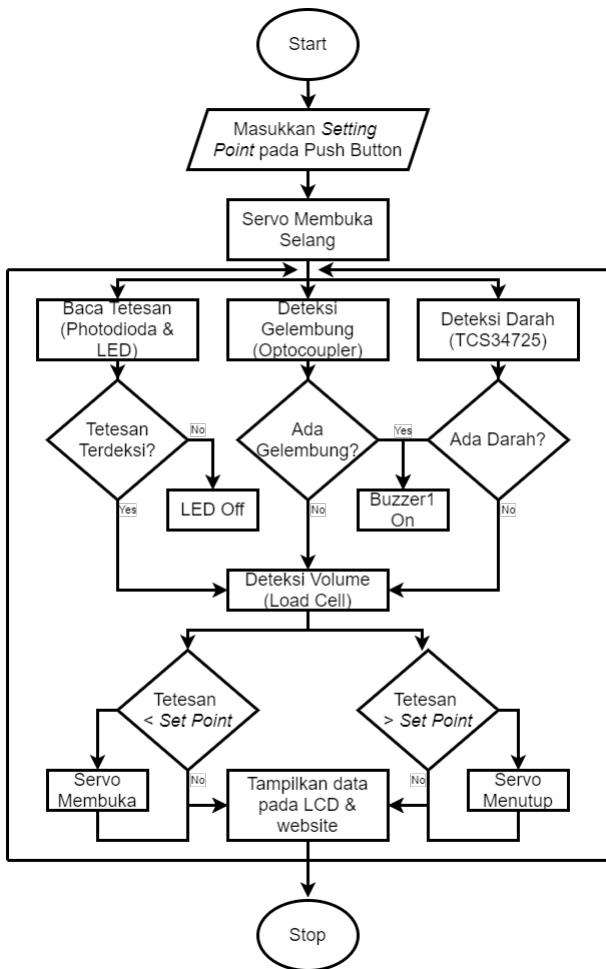 Start
Masukkan Setting
Point pada Push Button
Servo Membuka
Selang
Baca Tetesan
(Photodioda &
LED)
Deteksi
Gelembung
(Optocoupler)
Deteksi Darah
(TCS34725)
Tetesan
Terdeksi?
No
Ada
Gelembung?
Yes
Ada Darah?
LED Off
Buzzer1
On
Yes
No
No
Deteksi Volume
(Load Cell)
Tetesan
< Set Point
Tetesan
> Set Point
Servo
Membuka
No
Tampilkan data
pada LCD &
website
No
Servo
Menutup
Stop